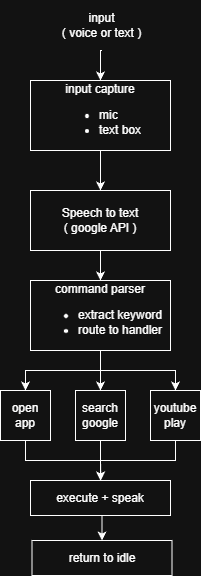 input
( voice or text )
input capture
• mic
• text box
Speech to text
( google API )
command parser
• extract keyword
• route to handler
open
app
search
google
youtube
play
execute + speak
return to idle